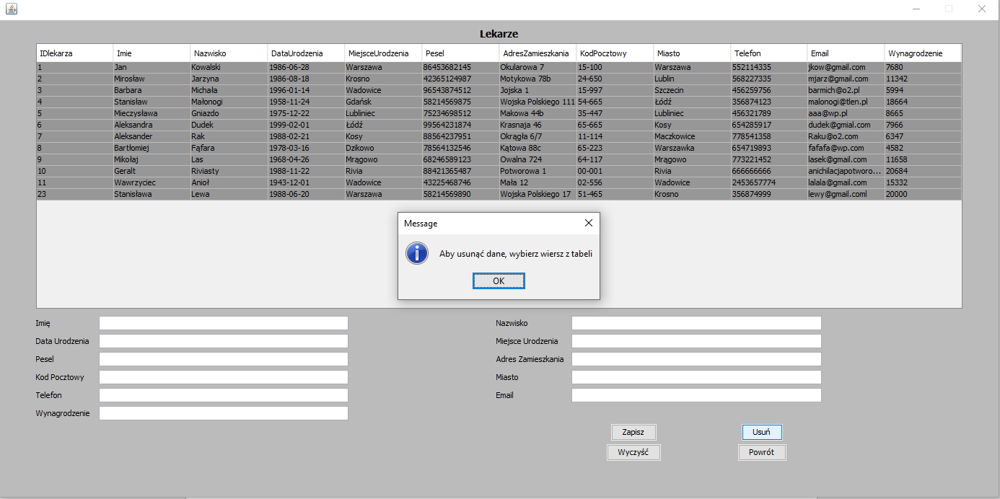 Lekarze
IDlekarza Imie Nazwisko DataUrodzenia MiejsceUrodzenia Pesel AdresZamieszkania KodPocztowy Miasto Telefon Email Wynagrodzenie
1 Jan Kowalski 1986-06-28 Warszawa 86453682145 Okularowa 7 15-100 Warszawa 552114335 jkow@gmail.com 7680
2 Mirosław Jarzyna 1986-08-18 Krosno 42365124987 Motykowa 78b 24-650 Lublin 568227335 mjarz@gmail.com 11342
3 Barbara Michała 1996-01-14 Wadowice 96543874512 Jojska 1 15-997 Szczecin 456259756 barmich@o2.pl 5994
4 Stanisław Małonogi 1958-11-24 Gdańsk 58214569875 Wojska Polskiego 111 54-665 Łódź 356874123 malonogi@tlen.pl 18664
5 Mieczysława Gniazdo 1975-12-22 Lubliniec 75234698512 Makowa 44b 35-447 Lubliniec 456321789 aaa@wp.pl 8665
6 Aleksandra Dudek 1999-02-01 Łódź 99564231874 Krasnaja 46 65-665 Kosy 654285917 dudek@gmial.com 7966
7 Aleksander Rak 1988-02-21 Kosy 88564237951 Okrągła 6/7 11-114 Maczkowice 778541358 Raku@o2.com 6347
8 Bartłomiej Fąfara 1978-03-16 Dzikowo 78564132546 Kątowa 88c 65-223 Warszawka 654719893 fafafa@wp.com 4582
9 Mikołaj Las 1968-04-26 Mrągowo 68246589123 Owalna 724 64-117 Mrągowo 773221452 lasek@gmail.com 11658
10 Geralt Riviasty 1988-11-22 Rivia 88421365487 Potworowa 1 00-001 Rivia 666666666 anichilacjapotworo... 20684
11 Wawrzyciec Anioł 1943-12-01 Wadowice 43225468746 Mała 12 02-556 Wadowice 2453657774 lalala@gmail.com 15332
23 Stanisława Lewa 1988-06-20 Warszawa 58214569890 Wojska Polskiego 17 51-465 Krosno 356874999 lewy@gmail.coml 20000
Message
Aby usunąć dane, wybierz wiersz z tabeli
OK
Imię Nazwisko
Data Urodzenia Miejsce Urodzenia
Pesel Adres Zamieszkania
Kod Pocztowy Miasto
Telefon Email
Wynagrodzenie
Zapisz Usuń
Wyczyść Powrót